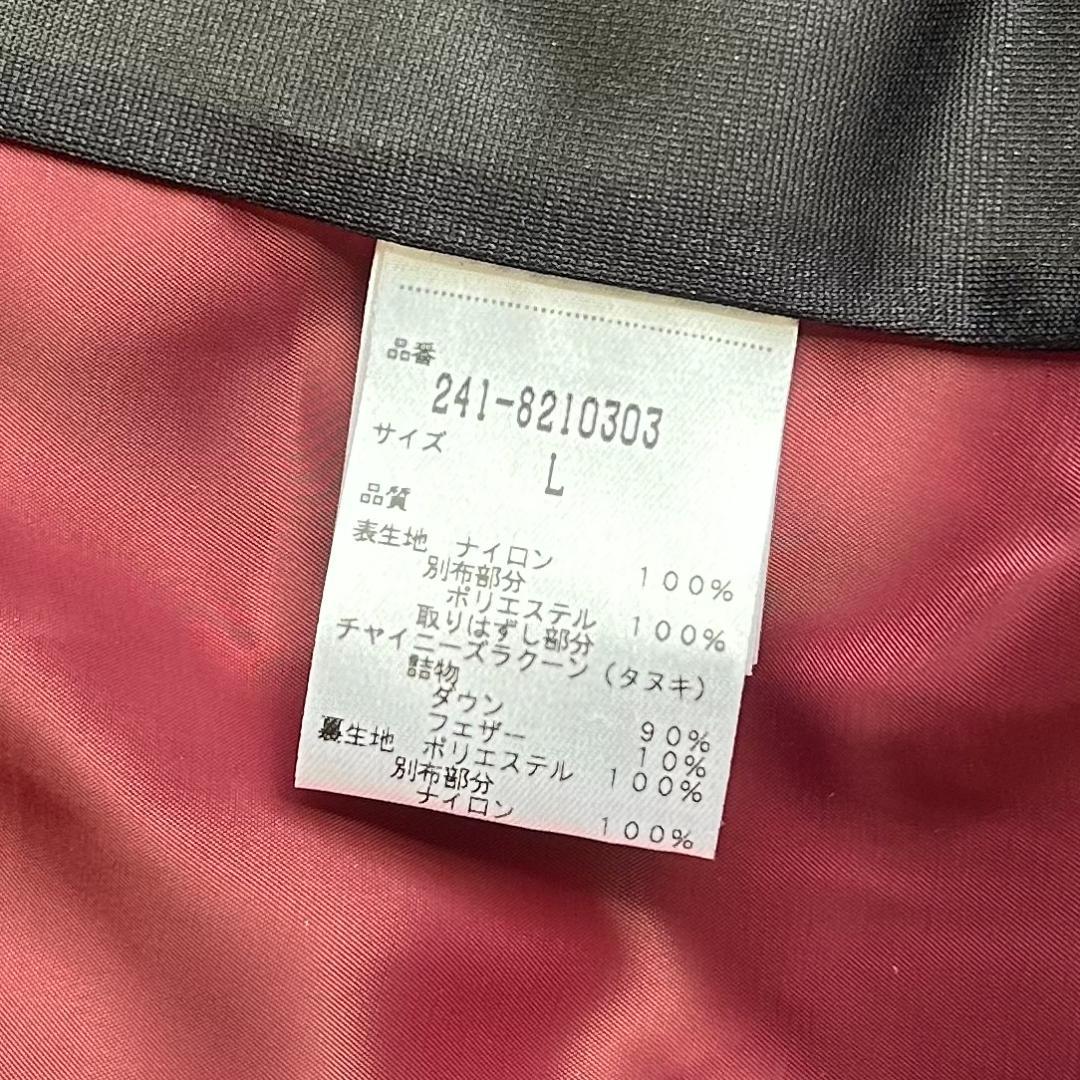 品番
241-8210303
サイズ
L
品質
表生地 ナイロン 100%
別布部分
ポリエステル 100%
取りはずし部分
チャイニーズラクーン(タヌキ)
詰物
ダウン 90%
フェザー 10%
裏生地 ポリエステル 100%
別布部分
ナイロン 100%